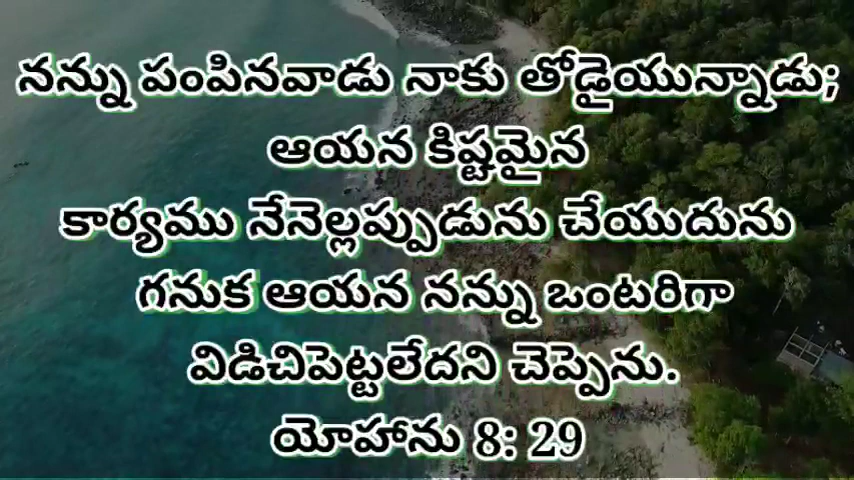 నన్ను పంపినవాడు నాకు తోడైయున్నాడు;
ఆయన కిష్టమైన
కార్యము నేనెల్లప్పుడును చేయుదును
గనుక ఆయన నన్ను ఒంటరిగా
విడిచిపెట్టలేదని చెప్పెను.
యోహాను 8: 29